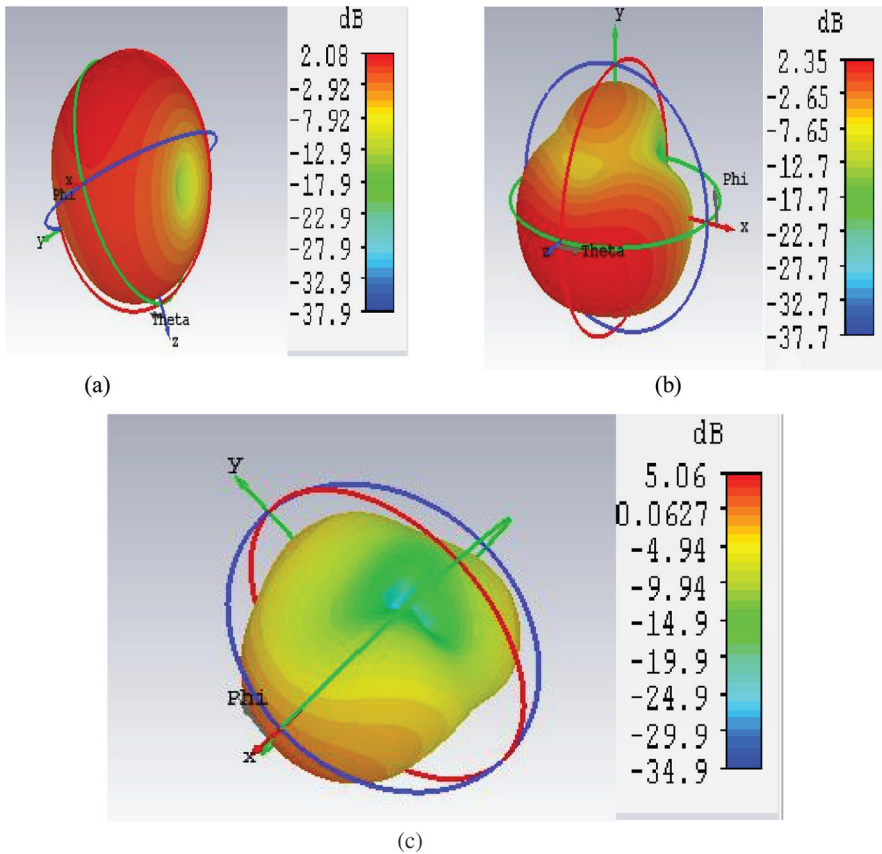 dB
2.08
-2.92
-7.92
-12.9
-17.9
-22.9
-27.9
-32.9
-37.9
x
Phi
y
Theta
z
(a)
dB
2.35
-2.65
-7.65
-12.7
-17.7
-22.7
-27.7
-32.7
-37.7
y
Phi
x
z
Theta
(b)
dB
5.06
0.0627
-4.94
-9.94
-14.9
-19.9
-24.9
-29.9
-34.9
y
Phi
x
(c)